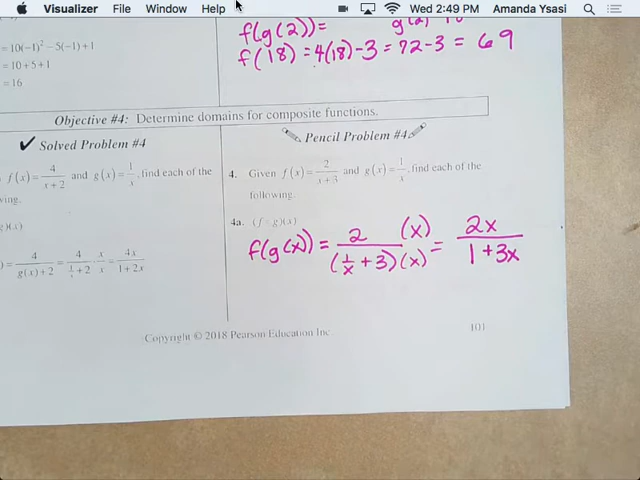 Visualizer File Window Help Wed 2:49 PM Amanda Ysasi
= 10(-1)² - 5(-1) + 1
= 10 + 5 + 1
= 16
f(g(2)) =
f(18) = 4(18) - 3 = 72 - 3 = 69
Objective #4: Determine domains for composite functions.
✔ Solved Problem #4
f(x) = 4/(x+2) and g(x) = 1/x, find each of the
wing.
g)(x)
) = 4/(g(x)+2) = 4/(1/x+2) · x/x = 4x/(1+2x)
Pencil Problem #4
4. Given f(x) = 2/(x+3) and g(x) = 1/x, find each of the
following.
4a. (f ∘ g)(x)
f(g(x)) = 2 (x)/(1/x + 3)(x) = 2x/(1+3x)
Copyright © 2018 Pearson Education Inc.
101